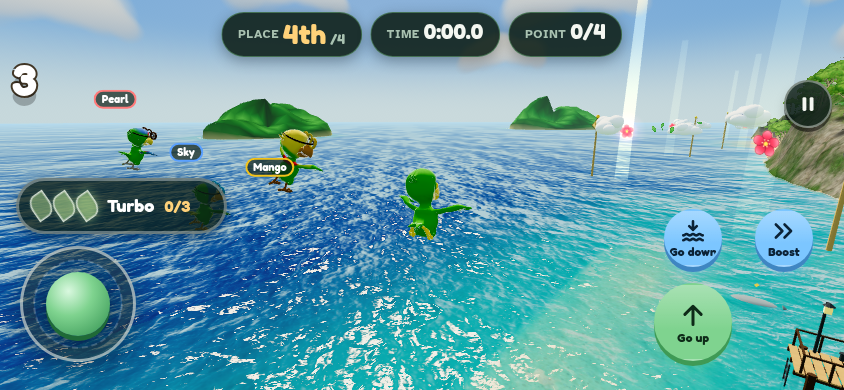 PLACE 4th /4
TIME 0:00.0
POINT 0/4
3
Pearl
Sky
Mango
Turbo 0/3
Go down
Boost
Go up